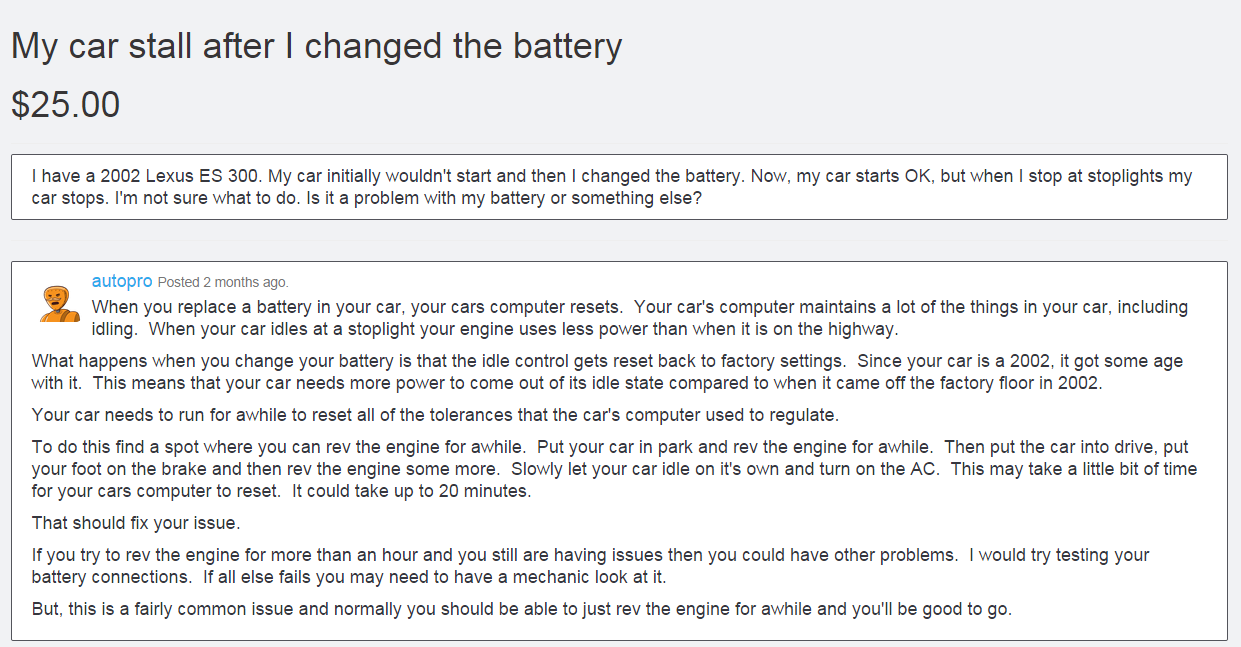 My car stall after I changed the battery
$25.00
I have a 2002 Lexus ES 300. My car initially wouldn't start and then I changed the battery. Now, my car starts OK, but when I stop at stoplights my
car stops. I'm not sure what to do. Is it a problem with my battery or something else?
autopro Posted 2 months ago.
When you replace a battery in your car, your cars computer resets. Your car's computer maintains a lot of the things in your car, including
idling. When your car idles at a stoplight your engine uses less power than when it is on the highway.
What happens when you change your battery is that the idle control gets reset back to factory settings. Since your car is a 2002, it got some age
with it. This means that your car needs more power to come out of its idle state compared to when it came off the factory floor in 2002.
Your car needs to run for awhile to reset all of the tolerances that the car's computer used to regulate.
To do this find a spot where you can rev the engine for awhile. Put your car in park and rev the engine for awhile. Then put the car into drive, put
your foot on the brake and then rev the engine some more. Slowly let your car idle on it's own and turn on the AC. This may take a little bit of time
for your cars computer to reset. It could take up to 20 minutes.
That should fix your issue.
If you try to rev the engine for more than an hour and you still are having issues then you could have other problems. I would try testing your
battery connections. If all else fails you may need to have a mechanic look at it.
But, this is a fairly common issue and normally you should be able to just rev the engine for awhile and you'll be good to go.